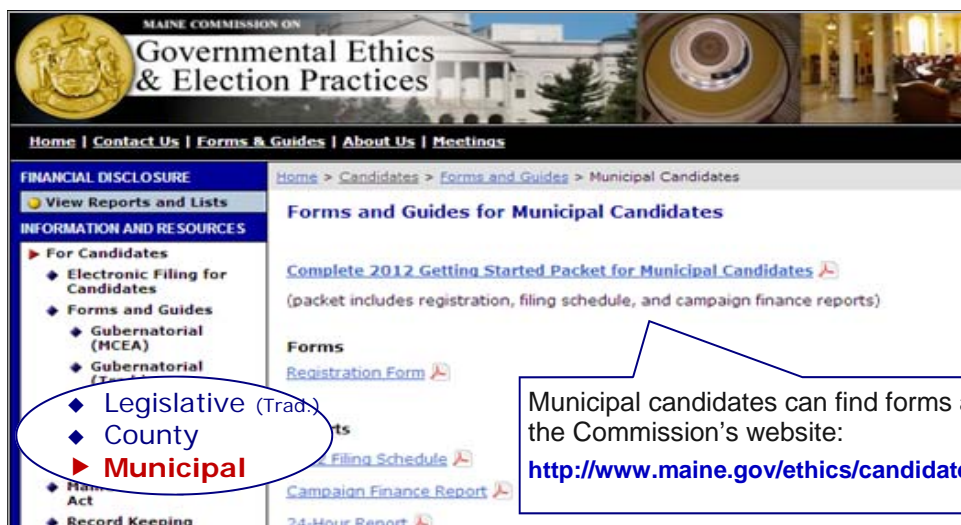 MAINE COMMISSION ON
Governmental Ethics
& Election Practices
Home | Contact Us | Forms & Guides | About Us | Meetings
FINANCIAL DISCLOSURE
View Reports and Lists
INFORMATION AND RESOURCES
For Candidates
Electronic Filing for
Candidates
Forms and Guides
Gubernatorial
(MCEA)
Gubernatorial
Legislative (Trad.)
County
Municipal
Act
Record Keeping
Home > Candidates > Forms and Guides > Municipal Candidates
Forms and Guides for Municipal Candidates
Complete 2012 Getting Started Packet for Municipal Candidates
(packet includes registration, filing schedule, and campaign finance reports)
Forms
Registration Form
Filing Schedule
Campaign Finance Report
24-Hour Report
Municipal candidates can find forms a
the Commission's website:
http://www.maine.gov/ethics/candidate